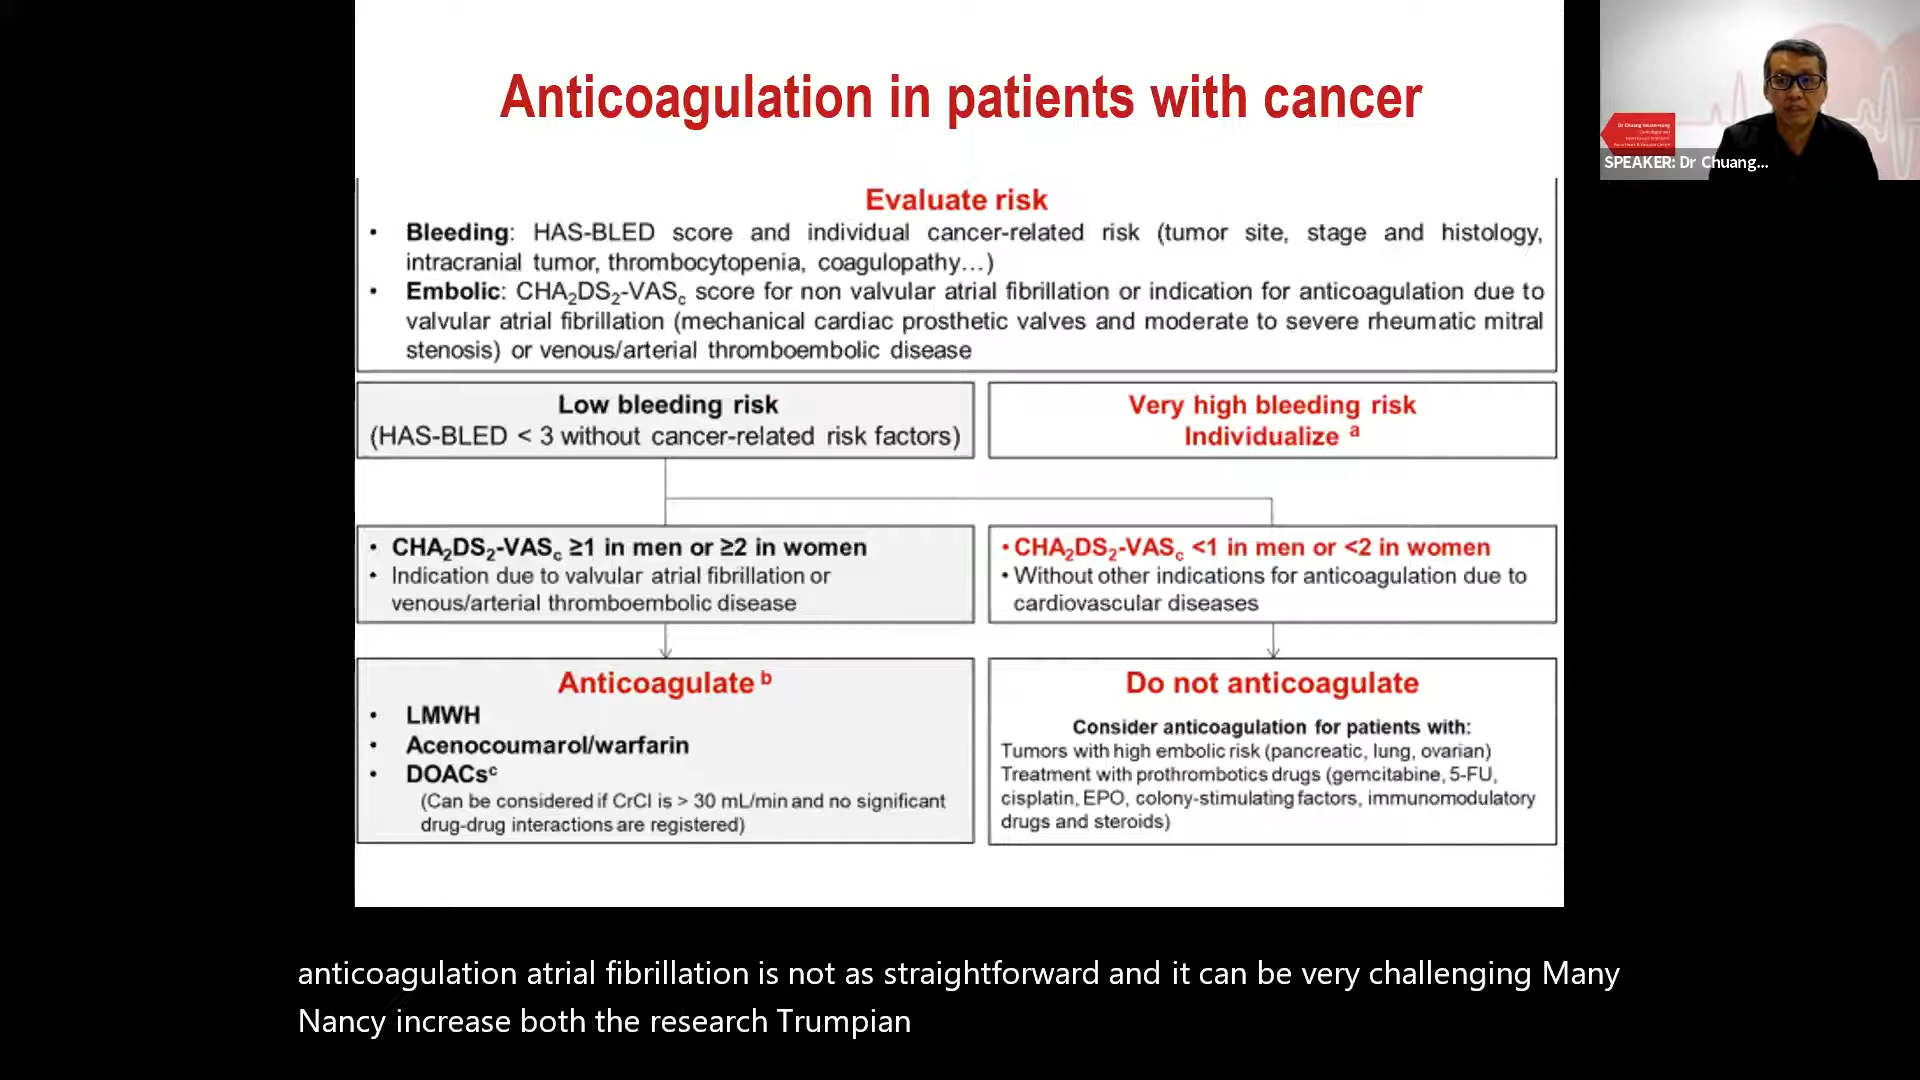 Anticoagulation in patients with cancer
Evaluate risk
• Bleeding: HAS-BLED score and individual cancer-related risk (tumor site, stage and histology,
intracranial tumor, thrombocytopenia, coagulopathy...)
• Embolic: CHA₂DS₂-VASc score for non valvular atrial fibrillation or indication for anticoagulation due to
valvular atrial fibrillation (mechanical cardiac prosthetic valves and moderate to severe rheumatic mitral
stenosis) or venous/arterial thromboembolic disease
Low bleeding risk
(HAS-BLED < 3 without cancer-related risk factors)
Very high bleeding risk
Individualize a
• CHA₂DS₂-VASc ≥1 in men or ≥2 in women
• Indication due to valvular atrial fibrillation or
venous/arterial thromboembolic disease
• CHA₂DS₂-VASc <1 in men or <2 in women
• Without other indications for anticoagulation due to
cardiovascular diseases
Anticoagulate b
• LMWH
• Acenocoumarol/warfarin
• DOACs c
(Can be considered if CrCl is > 30 mL/min and no significant
drug-drug interactions are registered)
Do not anticoagulate
Consider anticoagulation for patients with:
Tumors with high embolic risk (pancreatic, lung, ovarian)
Treatment with prothrombotics drugs (gemcitabine, 5-FU,
cisplatin, EPO, colony-stimulating factors, immunomodulatory
drugs and steroids)
SPEAKER: Dr Chuang...
anticoagulation atrial fibrillation is not as straightforward and it can be very challenging Many
Nancy increase both the research Trumpian